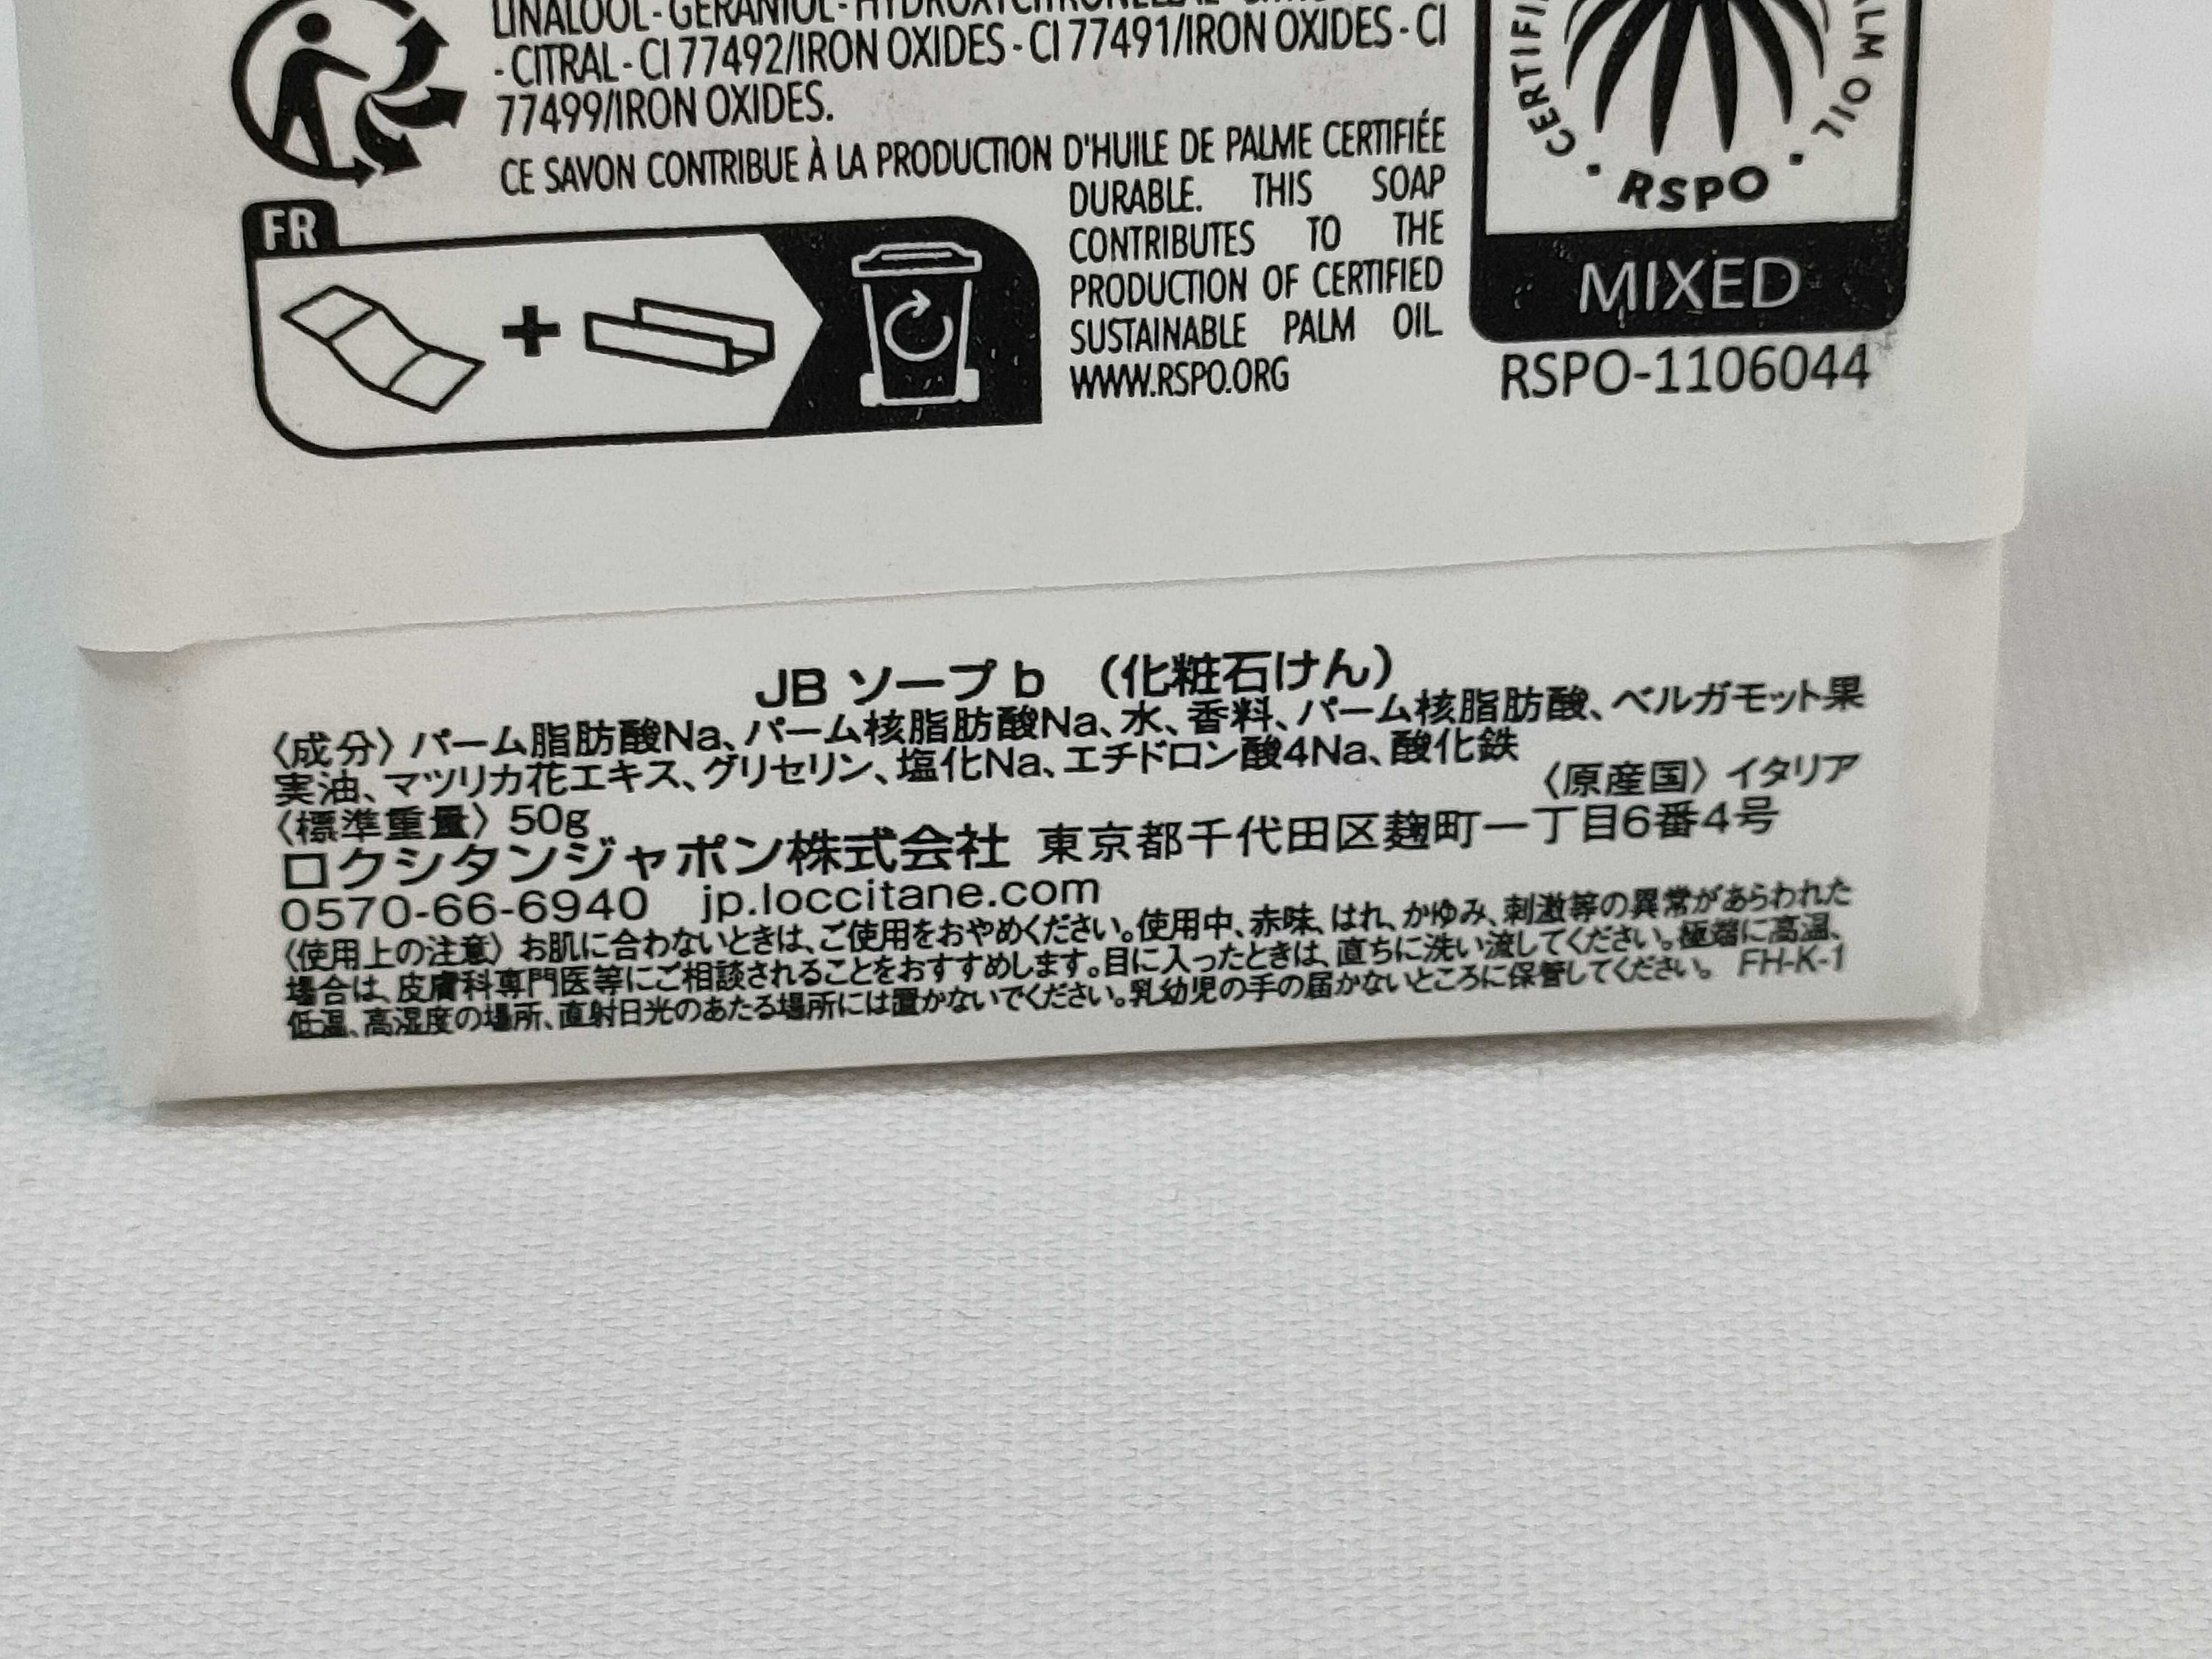 LINALOOL - GERANIOL -
- CITRAL - CI 77492/IRON OXIDES - CI 77491/IRON OXIDES - CI
77499/IRON OXIDES.
CE SAVON CONTRIBUE À LA PRODUCTION D'HUILE DE PALME CERTIFIÉE
DURABLE. THIS SOAP
CONTRIBUTES TO THE
PRODUCTION OF CERTIFIED
SUSTAINABLE PALM OIL.
WWW.RSPO.ORG
FR
OIL
RSPO
MIXED
RSPO-1106044
JB ソープ b （化粧石けん）
〈成分〉パーム脂肪酸Na、パーム核脂肪酸Na、水、香料、パーム核脂肪酸、ベルガモット果
実油、マツリカ花エキス、グリセリン、塩化Na、エチドロン酸4Na、酸化鉄
〈標準重量〉50g 〈原産国〉イタリア
ロクシタンジャポン株式会社 東京都千代田区麹町一丁目6番4号
0570-66-6940 jp.loccitane.com
〈使用上の注意〉お肌に合わないときは、ご使用をおやめください。使用中、赤味、はれ、かゆみ、刺激等の異常があらわれた
場合は、皮膚科専門医等にご相談されることをおすすめします。目に入ったときは、直ちに洗い流してください。極端に高温、
低温、高湿度の場所、直射日光のあたる場所には置かないでください。乳幼児の手の届かないところに保管してください。 FH-K-1